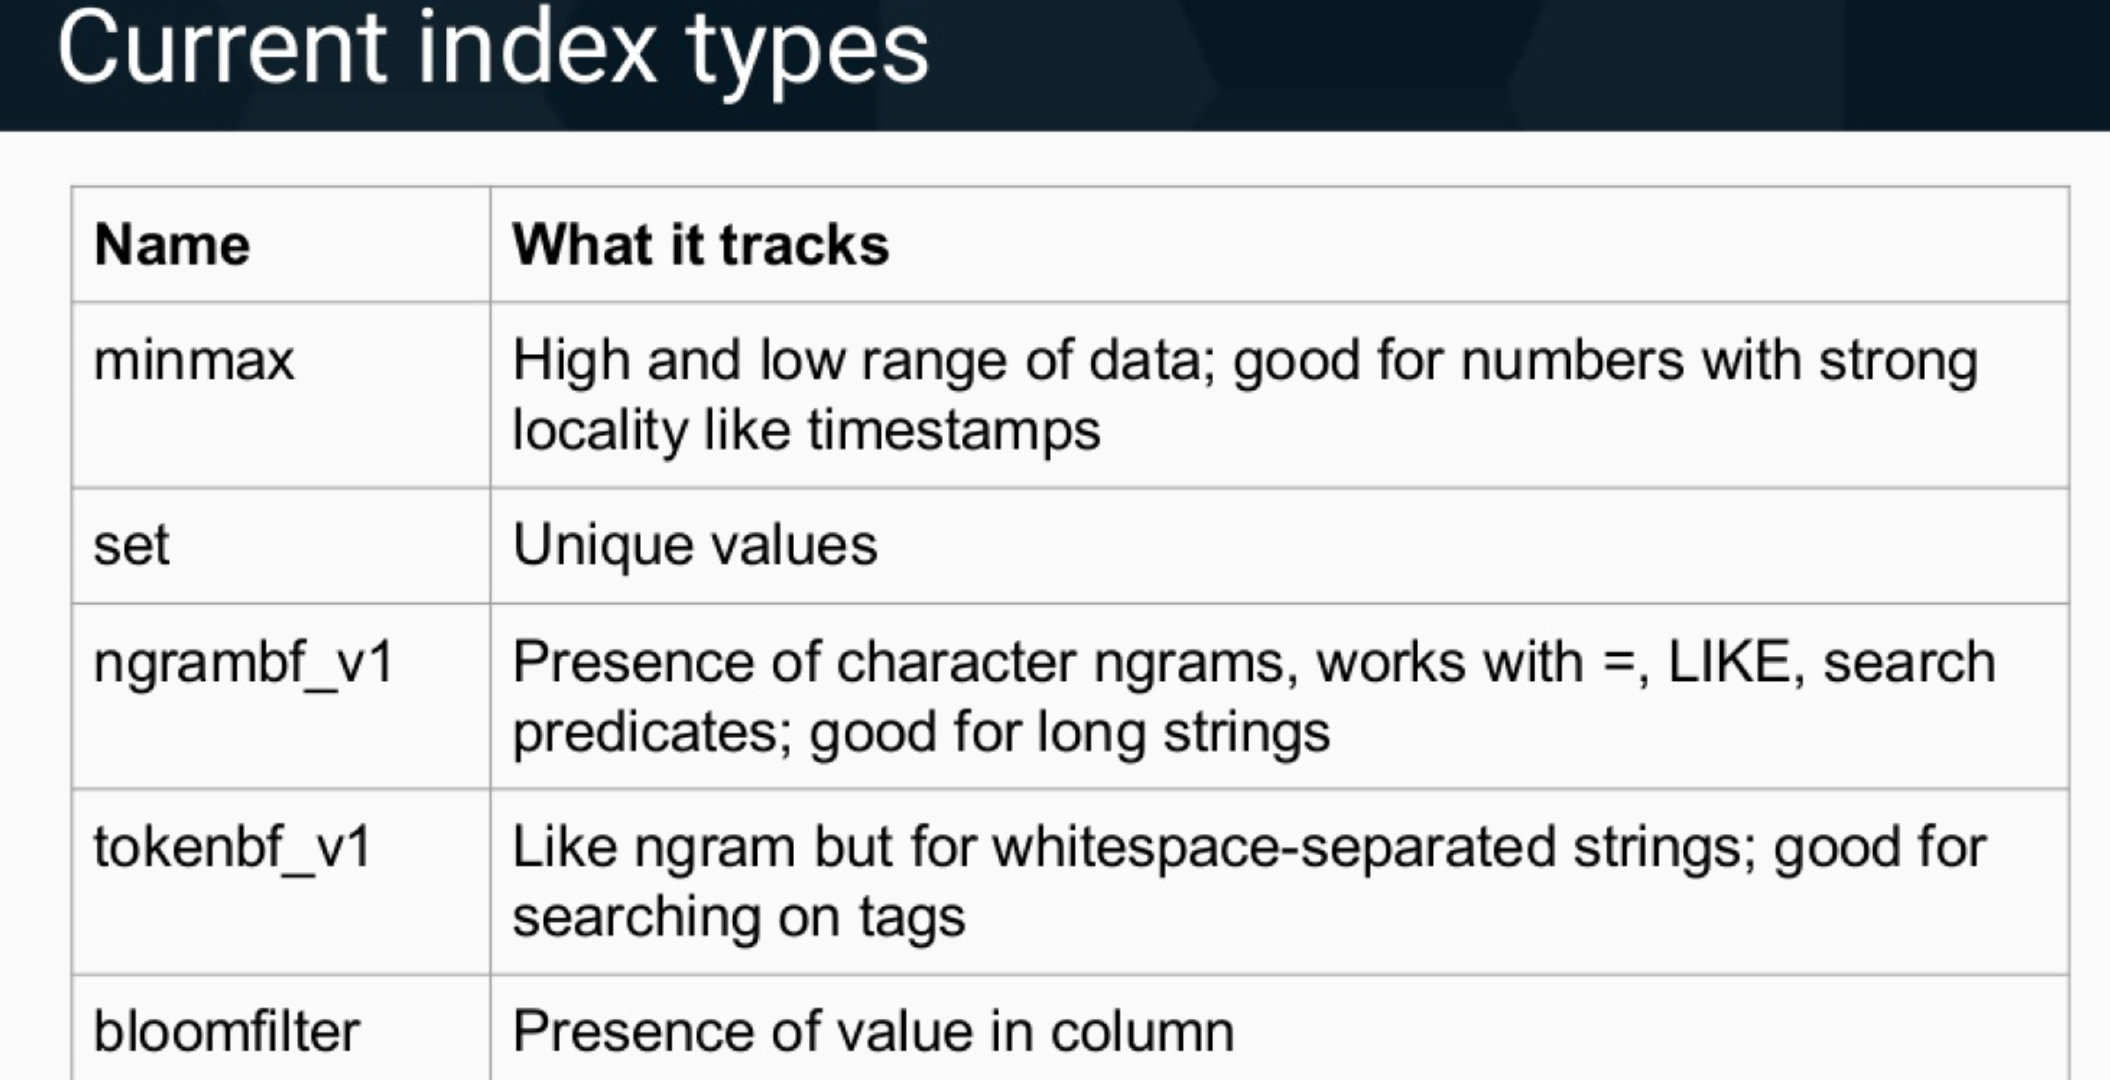 Current index types
Name
What it tracks
minmax
High and low range of data; good for numbers with strong
locality like timestamps
set
Unique values
ngrambf_v1
Presence of character ngrams, works with =, LIKE, search
predicates; good for long strings
tokenbf_v1
Like ngram but for whitespace-separated strings; good for
searching on tags
bloomfilter
Presence of value in column